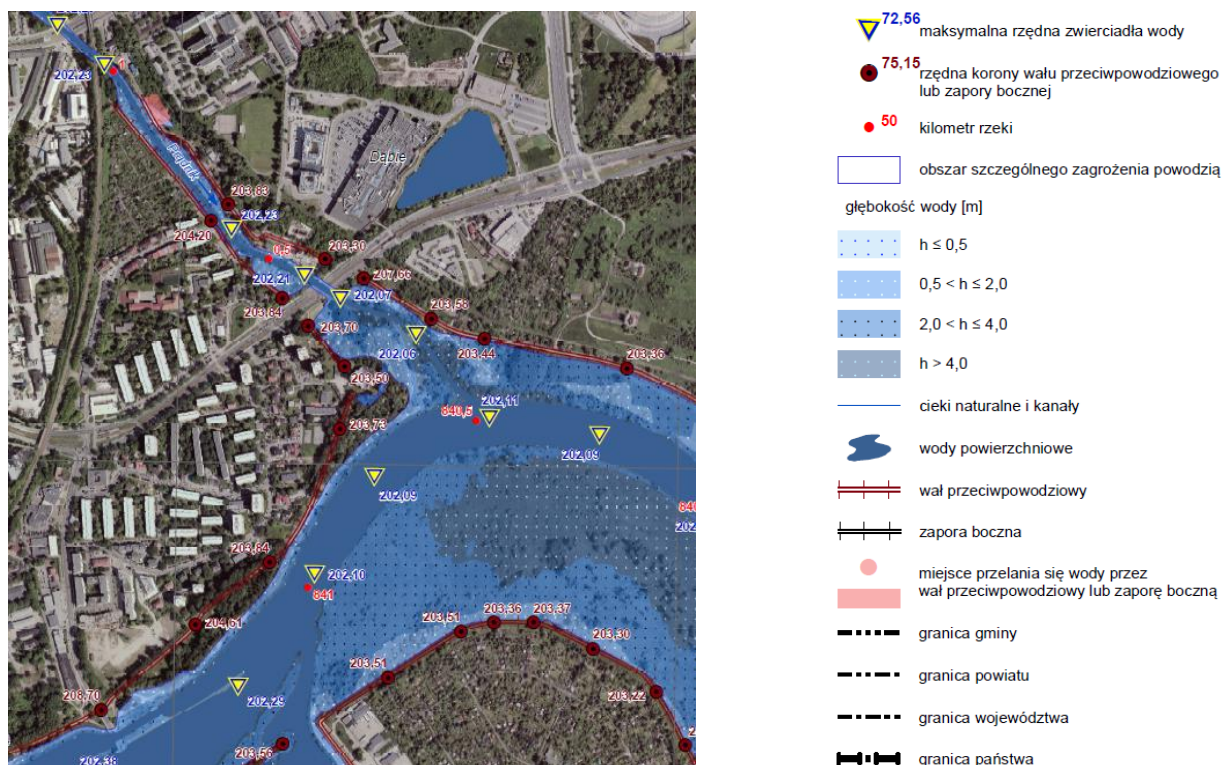 202,23
1
Prądnik
Dąbie
203,83
202,23
204,20
0,5
203,30
202,21
207,66
202,07
203,84
203,58
203,70
202,06
203,44
203,36
203,50
202,11
840,5
203,73
202,09
202,09
203,84
202,10
841
203,36
203,37
203,51
204,61
203,30
203,51
203,22
202,29
208,70
203,56
202,38
72,56
maksymalna rzędna zwierciadła wody
75,15
rzędna korony wału przeciwpowodziowego
lub zapory bocznej
50
kilometr rzeki
obszar szczególnego zagrożenia powodzią
głębokość wody [m]
h ≤ 0,5
0,5 < h ≤ 2,0
2,0 < h ≤ 4,0
h > 4,0
cieki naturalne i kanały
wody powierzchniowe
wał przeciwpowodziowy
zapora boczna
miejsce przelania się wody przez
wał przeciwpowodziowy lub zaporę boczną
granica gminy
granica powiatu
granica województwa
granica państwa